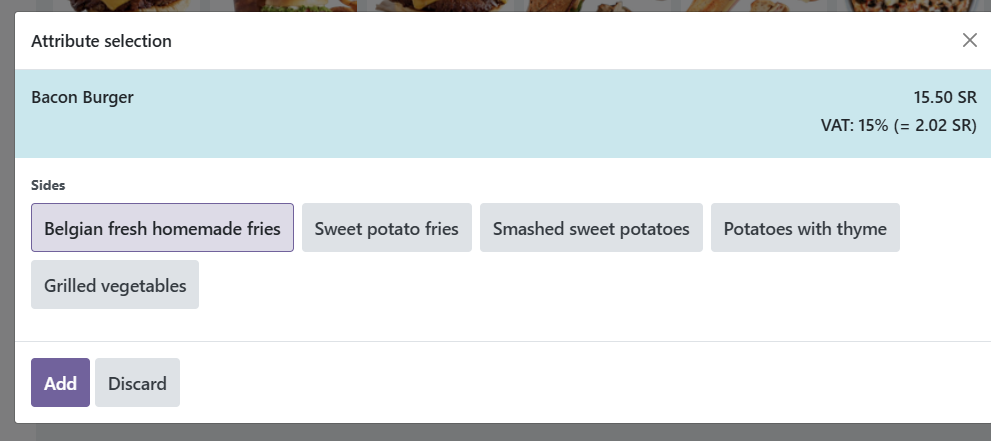 Attribute selection
Bacon Burger 15.50 SR
VAT: 15% (= 2.02 SR)
Sides
Belgian fresh homemade fries Sweet potato fries Smashed sweet potatoes Potatoes with thyme
Grilled vegetables
Add Discard